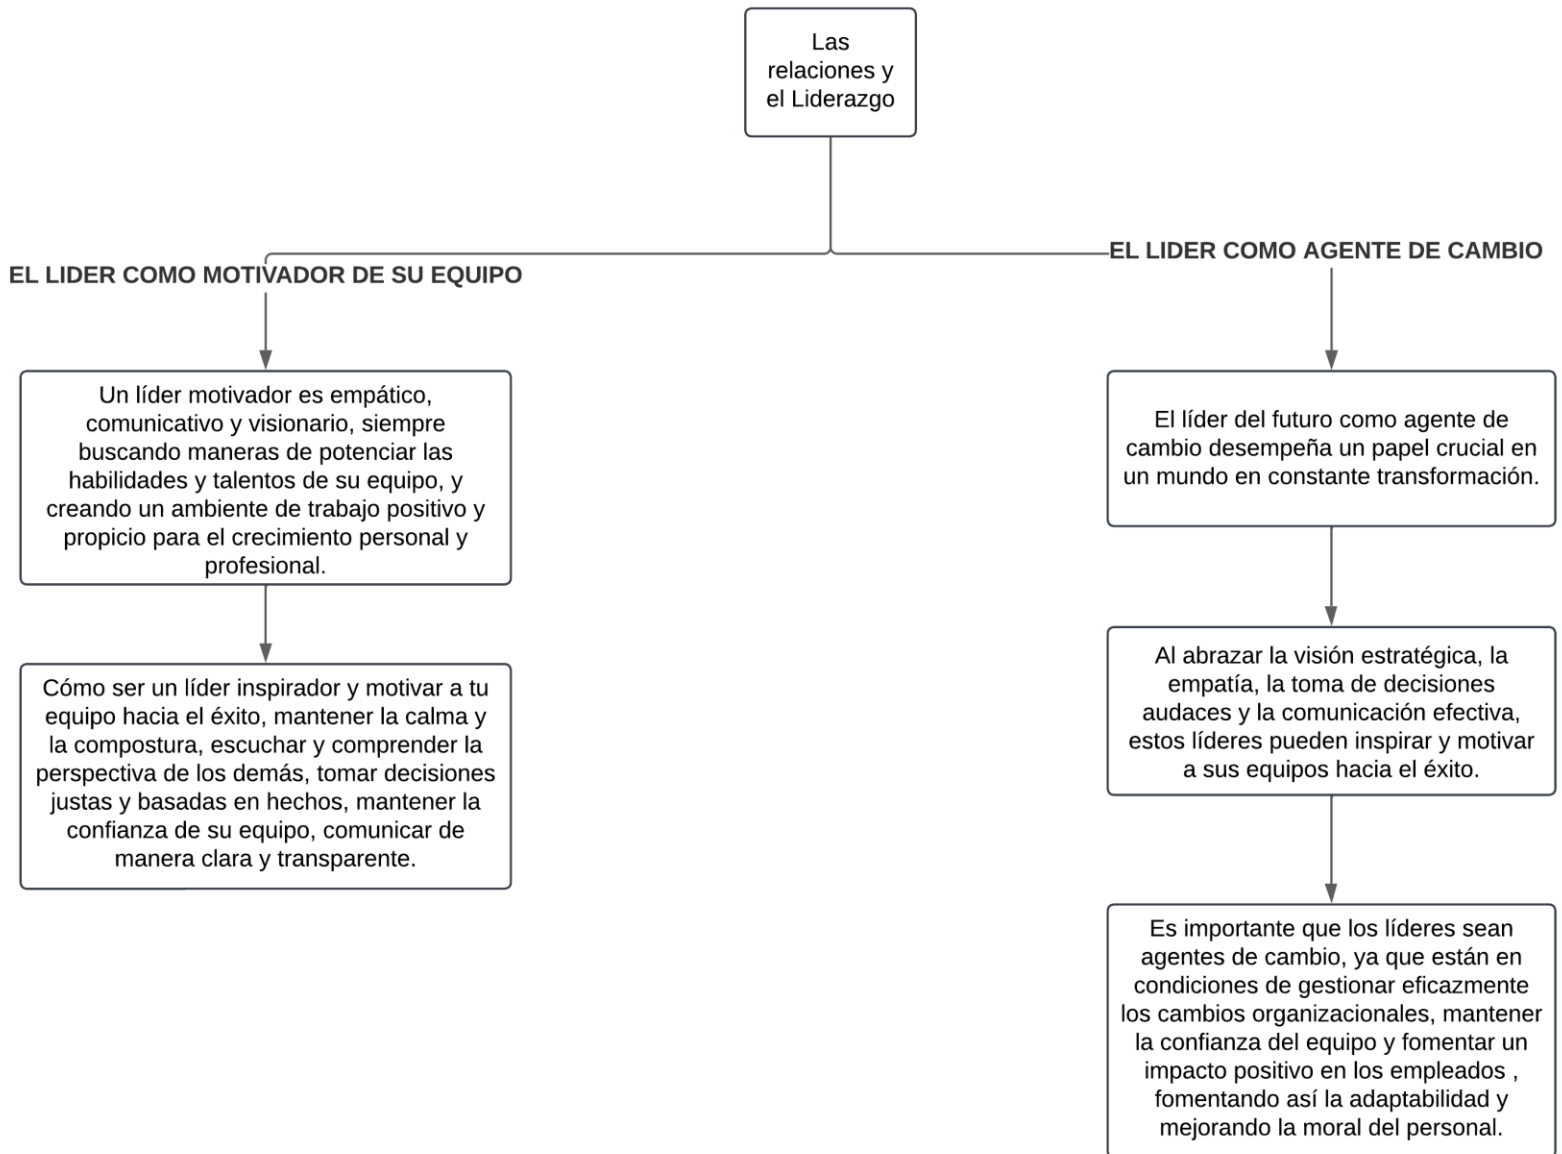 Las
relaciones y
el Liderazgo
EL LIDER COMO MOTIVADOR DE SU EQUIPO
Un líder motivador es empático,
comunicativo y visionario, siempre
buscando maneras de potenciar las
habilidades y talentos de su equipo, y
creando un ambiente de trabajo positivo y
propicio para el crecimiento personal y
profesional.
Cómo ser un líder inspirador y motivar a tu
equipo hacia el éxito, mantener la calma y
la compostura, escuchar y comprender la
perspectiva de los demás, tomar decisiones
justas y basadas en hechos, mantener la
confianza de su equipo, comunicar de
manera clara y transparente.
EL LIDER COMO AGENTE DE CAMBIO
El líder del futuro como agente de
cambio desempeña un papel crucial en
un mundo en constante transformación.
Al abrazar la visión estratégica, la
empatía, la toma de decisiones
audaces y la comunicación efectiva,
estos líderes pueden inspirar y motivar
a sus equipos hacia el éxito.
Es importante que los líderes sean
agentes de cambio, ya que están en
condiciones de gestionar eficazmente
los cambios organizacionales, mantener
la confianza del equipo y fomentar un
impacto positivo en los empleados ,
fomentando así la adaptabilidad y
mejorando la moral del personal.